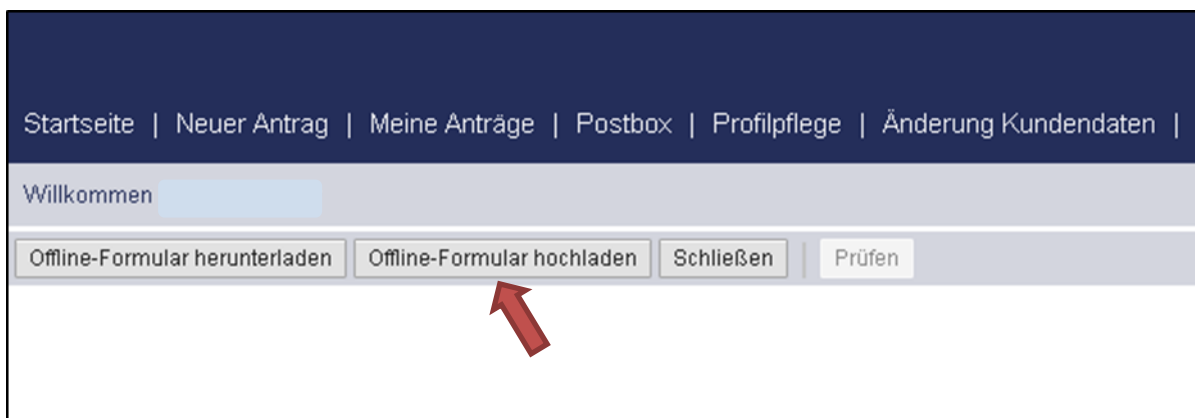 Startseite | Neuer Antrag | Meine Anträge | Postbox | Profilpflege | Änderung Kundendaten |
Willkommen
Offline-Formular herunterladen Offline-Formular hochladen Schließen Prüfen